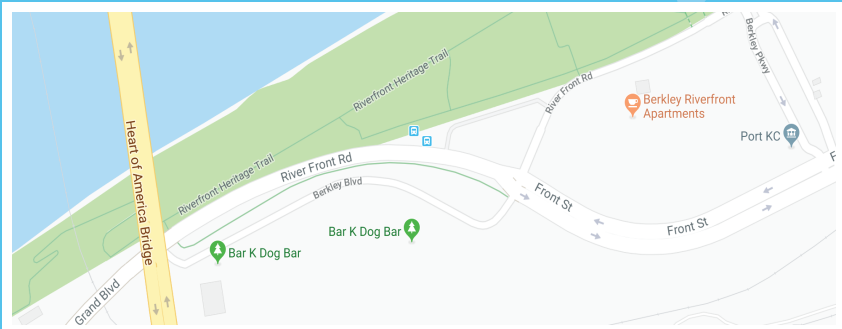 Berkley Pkwy
Riverfront Heritage Trail
River Front Rd
Berkley Riverfront
Apartments
Port KC
Heart of America Bridge
River Front Rd
Riverfront Heritage Trail
Berkley Blvd
Front St
Bar K Dog Bar
Front St
Bar K Dog Bar
Grand Blvd